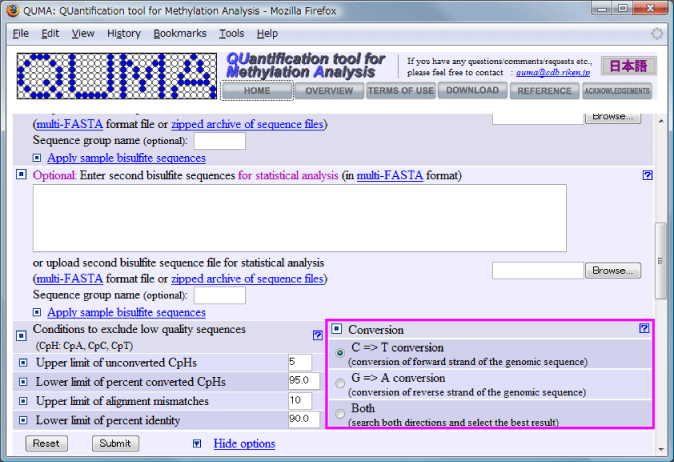 QUMA: QUantification tool for Methylation Analysis - Mozilla Firefox
File Edit View History Bookmarks Tools Help
QUMA
QUantification tool for
Methylation Analysis
If you have any questions/comments/requests etc.,
please feel free to contact : quma@cdb.riken.jp
日本語
HOME OVERVIEW TERMS OF USE DOWNLOAD REFERENCE ACKNOWLEDGEMENTS
(multi-FASTA format file or zipped archive of sequence files)
Browse...
Sequence group name (optional):
Apply sample bisulfite sequences
Optional: Enter second bisulfite sequences for statistical analysis (in multi-FASTA format)
?
or upload second bisulfite sequence file for statistical analysis
(multi-FASTA format file or zipped archive of sequence files)
Browse...
Sequence group name (optional):
Apply sample bisulfite sequences
Conditions to exclude low quality sequences
(CpH: CpA, CpC, CpT)
?
Upper limit of unconverted CpHs 5
Lower limit of percent converted CpHs 95.0
Upper limit of alignment mismatches 10
Lower limit of percent identity 90.0
Conversion ?
C => T conversion
(conversion of forward strand of the genomic sequence)
G => A conversion
(conversion of reverse strand of the genomic sequence)
Both
(search both directions and select the best result)
Reset Submit Hide options